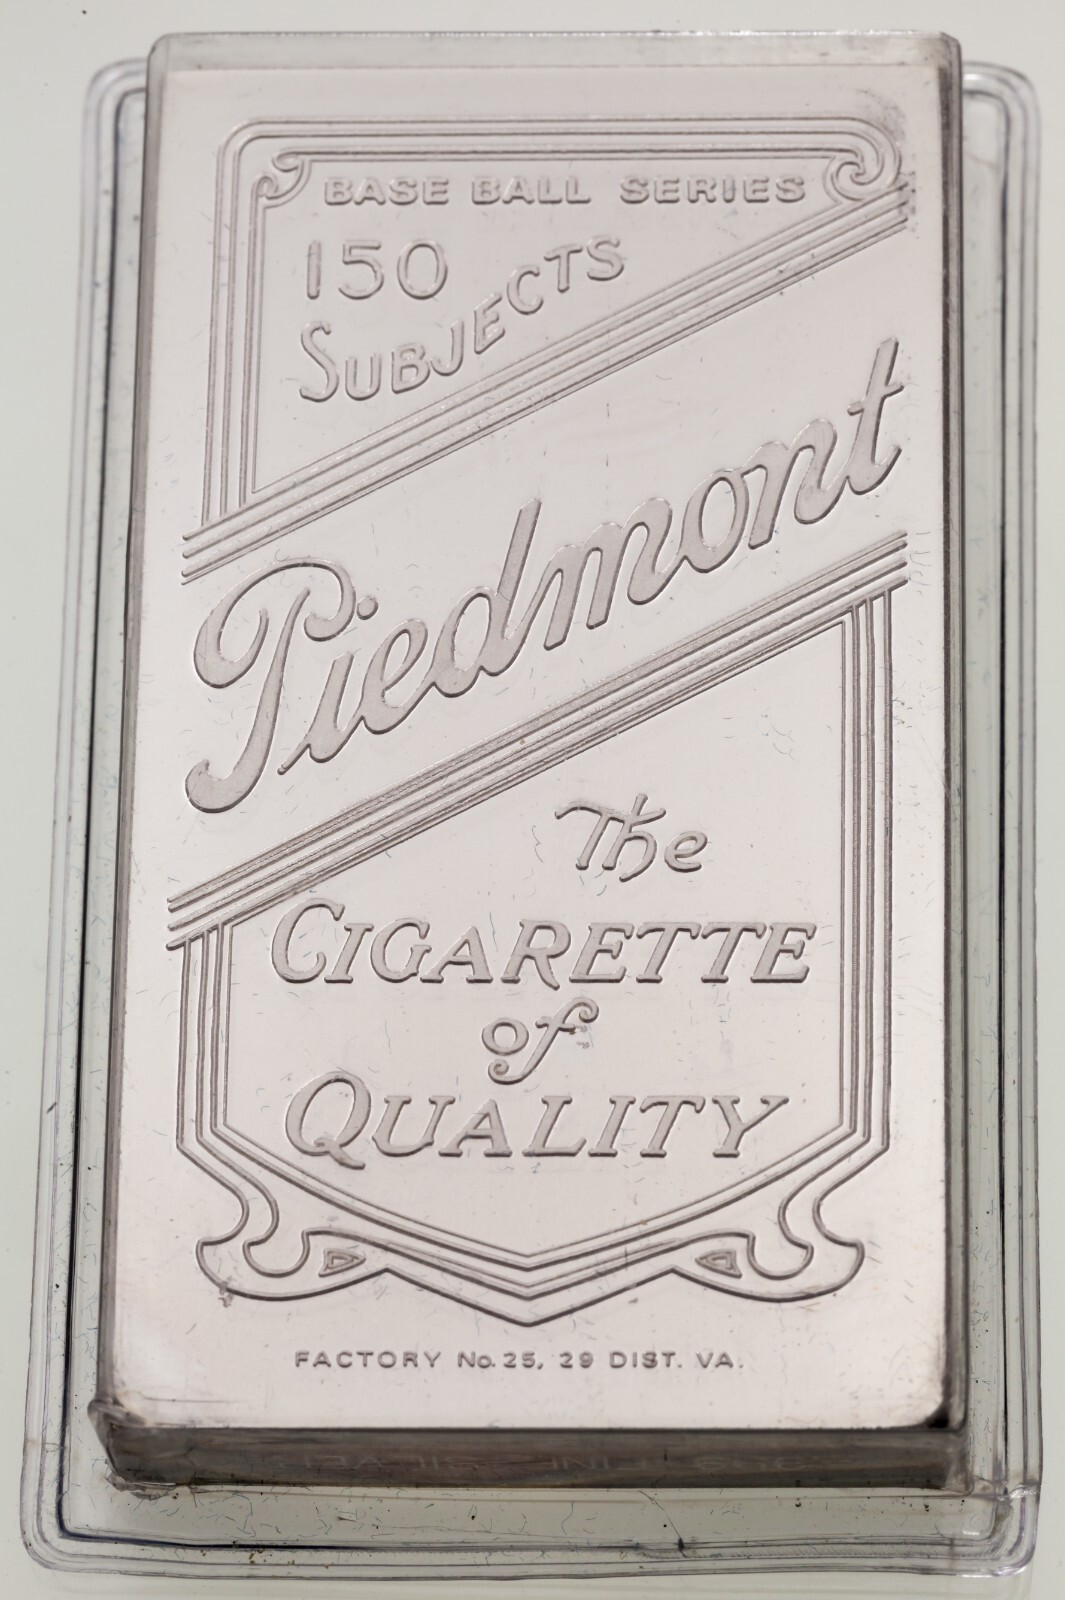 BASE BALL SERIES
150
SUBJECTS
Piedmont
The
CIGARETTE
of
QUALITY
FACTORY No. 25, 29 DIST. VA.